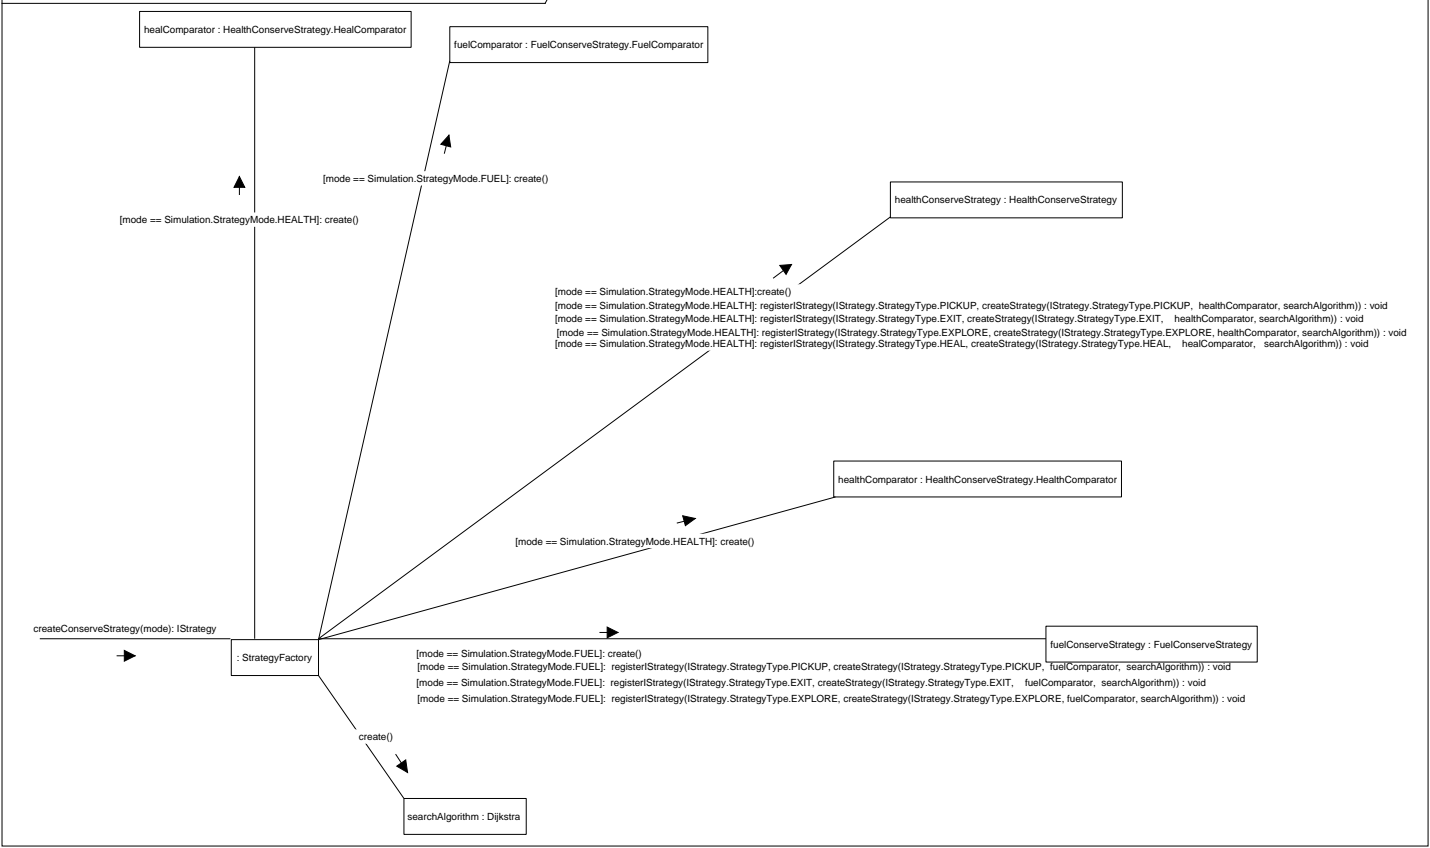 healComparator : HealthConserveStrategy.HealComparator
fuelComparator : FuelConserveStrategy.FuelComparator
[mode == Simulation.StrategyMode.FUEL]: create()
[mode == Simulation.StrategyMode.HEALTH]: create()
healthConserveStrategy : HealthConserveStrategy
[mode == Simulation.StrategyMode.HEALTH]:create()
[mode == Simulation.StrategyMode.HEALTH]: registerIStrategy(IStrategy.StrategyType.PICKUP, createStrategy(IStrategy.StrategyType.PICKUP, healthComparator, searchAlgorithm)) : void
[mode == Simulation.StrategyMode.HEALTH]: registerIStrategy(IStrategy.StrategyType.EXIT, createStrategy(IStrategy.StrategyType.EXIT, healthComparator, searchAlgorithm)) : void
[mode == Simulation.StrategyMode.HEALTH]: registerIStrategy(IStrategy.StrategyType.EXPLORE, createStrategy(IStrategy.StrategyType.EXPLORE, healthComparator, searchAlgorithm)) : void
[mode == Simulation.StrategyMode.HEALTH]: registerIStrategy(IStrategy.StrategyType.HEAL, createStrategy(IStrategy.StrategyType.HEAL, healComparator, searchAlgorithm)) : void
healthComparator : HealthConserveStrategy.HealthComparator
[mode == Simulation.StrategyMode.HEALTH]: create()
createConserveStrategy(mode): IStrategy
: StrategyFactory
fuelConserveStrategy : FuelConserveStrategy
[mode == Simulation.StrategyMode.FUEL]: create()
[mode == Simulation.StrategyMode.FUEL]: registerIStrategy(IStrategy.StrategyType.PICKUP, createStrategy(IStrategy.StrategyType.PICKUP, fuelComparator, searchAlgorithm)) : void
[mode == Simulation.StrategyMode.FUEL]: registerIStrategy(IStrategy.StrategyType.EXIT, createStrategy(IStrategy.StrategyType.EXIT, fuelComparator, searchAlgorithm)) : void
[mode == Simulation.StrategyMode.FUEL]: registerIStrategy(IStrategy.StrategyType.EXPLORE, createStrategy(IStrategy.StrategyType.EXPLORE, fuelComparator, searchAlgorithm)) : void
create()
searchAlgorithm : Dijkstra